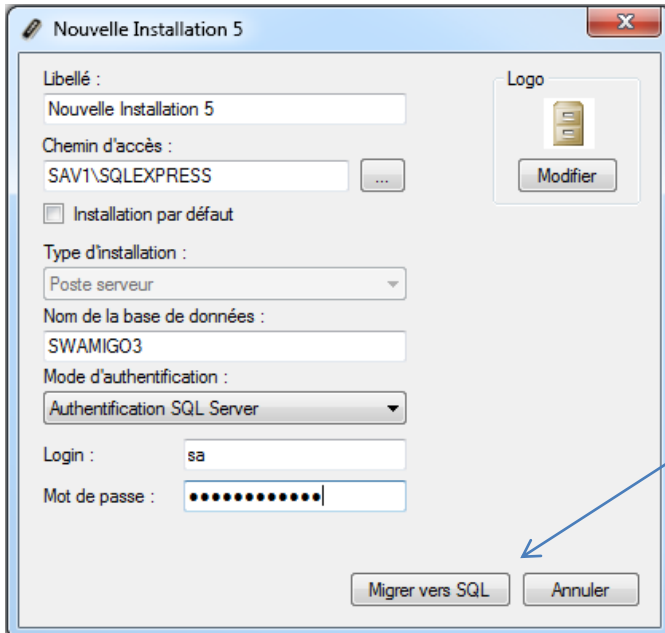 Nouvelle Installation 5
Libellé :
Logo
Nouvelle Installation 5
Chemin d'accès :
SAV1\SQLEXPRESS
...
Modifier
Installation par défaut
Type d'installation :
Poste serveur
Nom de la base de données :
SWAMIGO3
Mode d'authentification :
Authentification SQL Server
Login :
sa
Mot de passe :
●●●●●●●●●●●●
Migrer vers SQL
Annuler